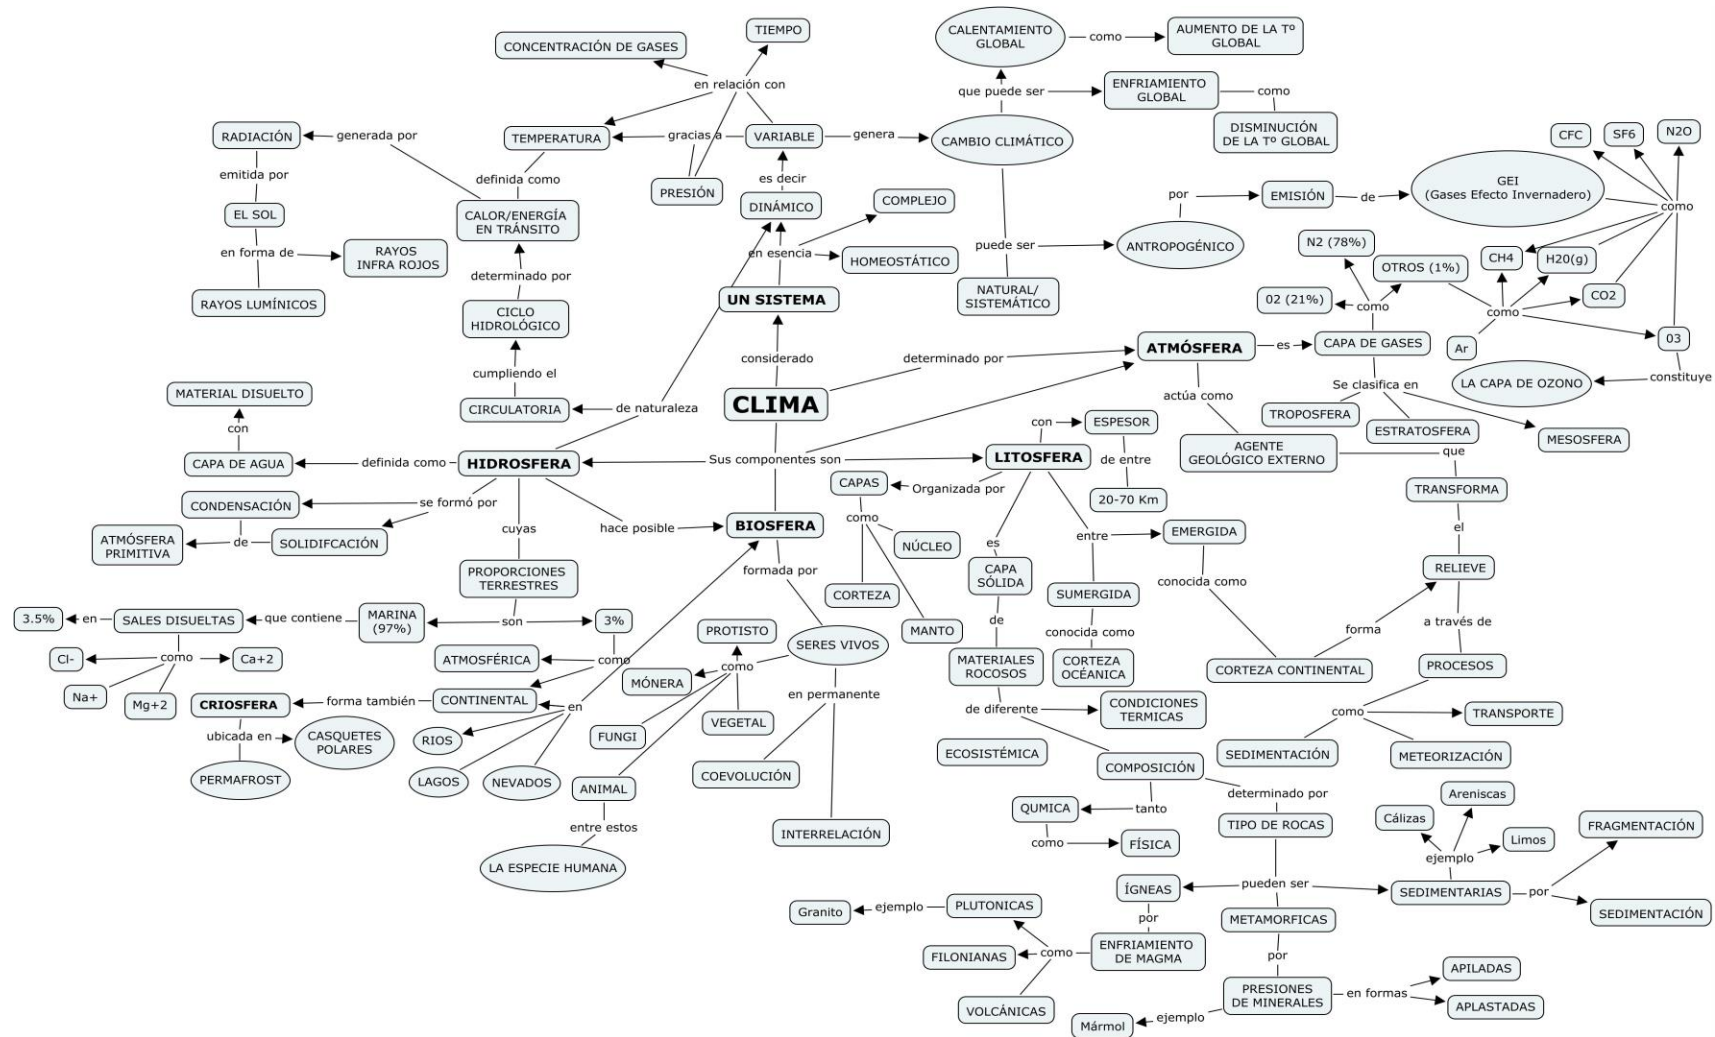 TIEMPO
CONCENTRACIÓN DE GASES
en relación con
CALENTAMIENTO
GLOBAL
como
AUMENTO DE LA Tº
GLOBAL
que puede ser
ENFRIAMIENTO
GLOBAL
como
DISMINUCIÓN
DE LA Tº GLOBAL
RADIACIÓN
generada por
TEMPERATURA
gracias a
VARIABLE
genera
CAMBIO CLIMÁTICO
CFC
SF6
N2O
emitida por
definida como
PRESIÓN
es decir
EL SOL
CALOR/ENERGÍA
EN TRÁNSITO
DINÁMICO
COMPLEJO
por
EMISIÓN
de
GEI
(Gases Efecto Invernadero)
como
en forma de
RAYOS
INFRA ROJOS
en esencia
HOMEOSTÁTICO
puede ser
ANTROPOGÉNICO
N2 (78%)
OTROS (1%)
CH4
H20(g)
RAYOS LUMÍNICOS
determinado por
UN SISTEMA
NATURAL/
SISTEMÁTICO
02 (21%)
como
como
CO2
CICLO
HIDROLÓGICO
considerado
determinado por
ATMÓSFERA
es
CAPA DE GASES
Ar
03
cumpliendo el
MATERIAL DISUELTO
CIRCULATORIA
de naturaleza
CLIMA
actúa como
Se clasifica en
LA CAPA DE OZONO
constituye
con
con
ESPESOR
TROPOSFERA
ESTRATOSFERA
MESOSFERA
CAPA DE AGUA
definida como
HIDROSFERA
Sus componentes son
LITOSFERA
de entre
AGENTE
GEOLÓGICO EXTERNO
que
CONDENSACIÓN
se formó por
CAPAS
Organizada por
20-70 Km
TRANSFORMA
ATMÓSFERA
PRIMITIVA
de
SOLIDIFCACIÓN
cuyas
hace posible
BIOSFERA
como
NÚCLEO
es
entre
EMERGIDA
el
formada por
CAPA
SÓLIDA
conocida como
RELIEVE
PROPORCIONES
TERRESTRES
CORTEZA
SUMERGIDA
3.5%
en
SALES DISUELTAS
que contiene
MARINA
(97%)
son
3%
PROTISTO
SERES VIVOS
MANTO
de
conocida como
forma
a través de
Cl-
como
Ca+2
ATMOSFÉRICA
como
MÓNERA
como
MATERIALES
ROCOSOS
CORTEZA
OCÉANICA
CORTEZA CONTINENTAL
PROCESOS
Na+
Mg+2
CRIOSFERA
forma también
CONTINENTAL
en
en permanente
de diferente
CONDICIONES
TERMICAS
como
TRANSPORTE
ubicada en
CASQUETES
POLARES
RIOS
FUNGI
VEGETAL
ECOSISTÉMICA
SEDIMENTACIÓN
METEORIZACIÓN
PERMAFROST
LAGOS
NEVADOS
ANIMAL
COEVOLUCIÓN
COMPOSICIÓN
determinado por
Areniscas
entre estos
INTERRELACIÓN
QUMICA
tanto
TIPO DE ROCAS
Cálizas
Limos
FRAGMENTACIÓN
como
FÍSICA
ejemplo
LA ESPECIE HUMANA
ÍGNEAS
pueden ser
SEDIMENTARIAS
por
Granito
ejemplo
PLUTONICAS
por
METAMORFICAS
SEDIMENTACIÓN
FILONIANAS
como
ENFRIAMIENTO
DE MAGMA
por
APILADAS
VOLCÁNICAS
PRESIONES
DE MINERALES
en formas
APLASTADAS
Mármol
ejemplo